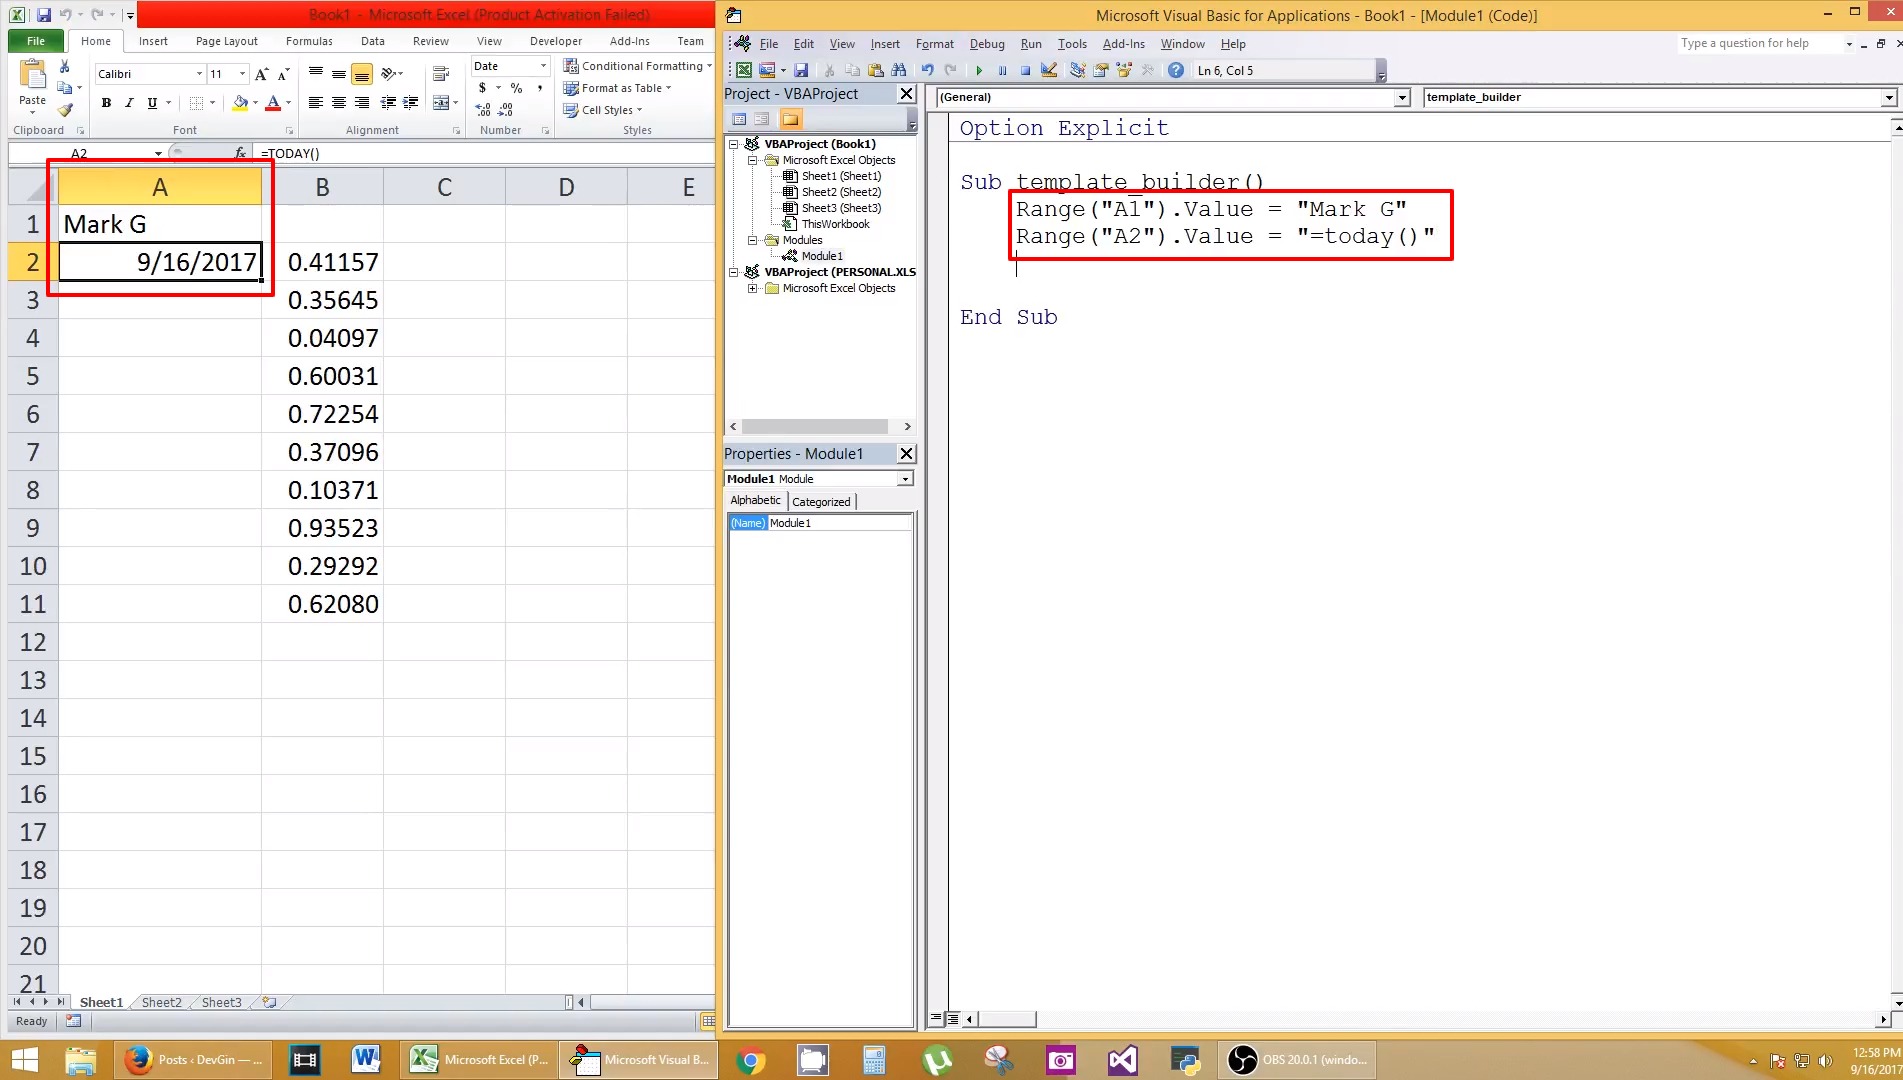 Book1 - Microsoft Excel (Product Activation Failed)
File Home Insert Page Layout Formulas Data Review View Developer Add-Ins Team
Paste
Calibri 11 A A
B I U A
Date
$ % ,
Conditional Formatting
Format as Table
Cell Styles
Clipboard Font Alignment Number Styles
A2 fx =TODAY()
A B C D E
1 Mark G
2 9/16/2017 0.41157
3 0.35645
4 0.04097
5 0.60031
6 0.72254
7 0.37096
8 0.10371
9 0.93523
10 0.29292
11 0.62080
12
13
14
15
16
17
18
19
20
21
Sheet1 Sheet2 Sheet3
Ready
Microsoft Visual Basic for Applications - Book1 - [Module1 (Code)]
File Edit View Insert Format Debug Run Tools Add-Ins Window Help
Type a question for help
Ln 6, Col 5
Project - VBAProject
VBAProject (Book1)
Microsoft Excel Objects
Sheet1 (Sheet1)
Sheet2 (Sheet2)
Sheet3 (Sheet3)
ThisWorkbook
Modules
Module1
VBAProject (PERSONAL.XLS
Microsoft Excel Objects
Properties - Module1
Module1 Module
Alphabetic Categorized
(Name) Module1
(General) template_builder
Option Explicit
Sub template_builder()
Range("A1").Value = "Mark G"
Range("A2").Value = "=today()"
End Sub
Posts ‹ DevGin — ...
Microsoft Excel (P...
Microsoft Visual B...
OBS 20.0.1 (windo...
12:58 PM
9/16/2017